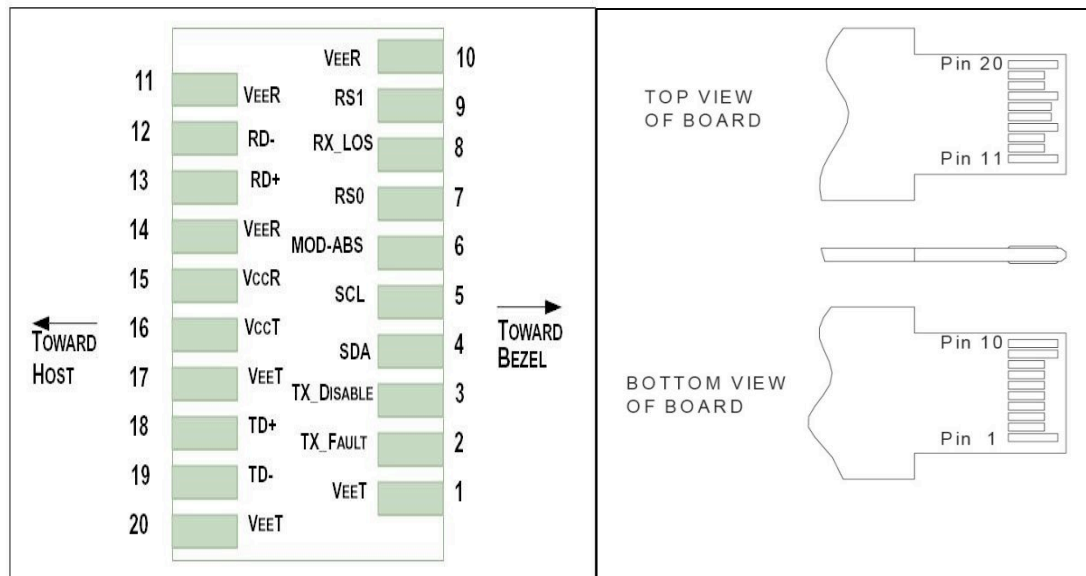 11
VEER
12
RD-
13
RD+
14
VEER
15
VCCR
16
VCCT
17
VEET
18
TD+
19
TD-
20
VEET
VEER
10
RS1
9
RX_LOS
8
RS0
7
MOD-ABS
6
SCL
5
SDA
4
TX_DISABLE
3
TX_FAULT
2
VEET
1
TOWARD
HOST
TOWARD
BEZEL
TOP VIEW
OF BOARD
Pin 20
Pin 11
BOTTOM VIEW
OF BOARD
Pin 10
Pin 1